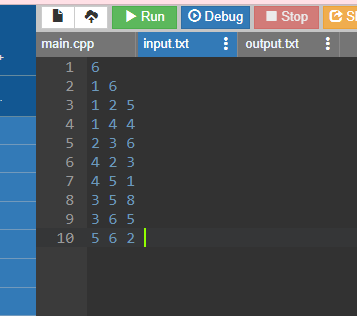 Run Debug Stop S
main.cpp input.txt output.txt
1 6
2 1 6
3 1 2 5
4 1 4 4
5 2 3 6
6 4 2 3
7 4 5 1
8 3 5 8
9 3 6 5
10 5 6 2